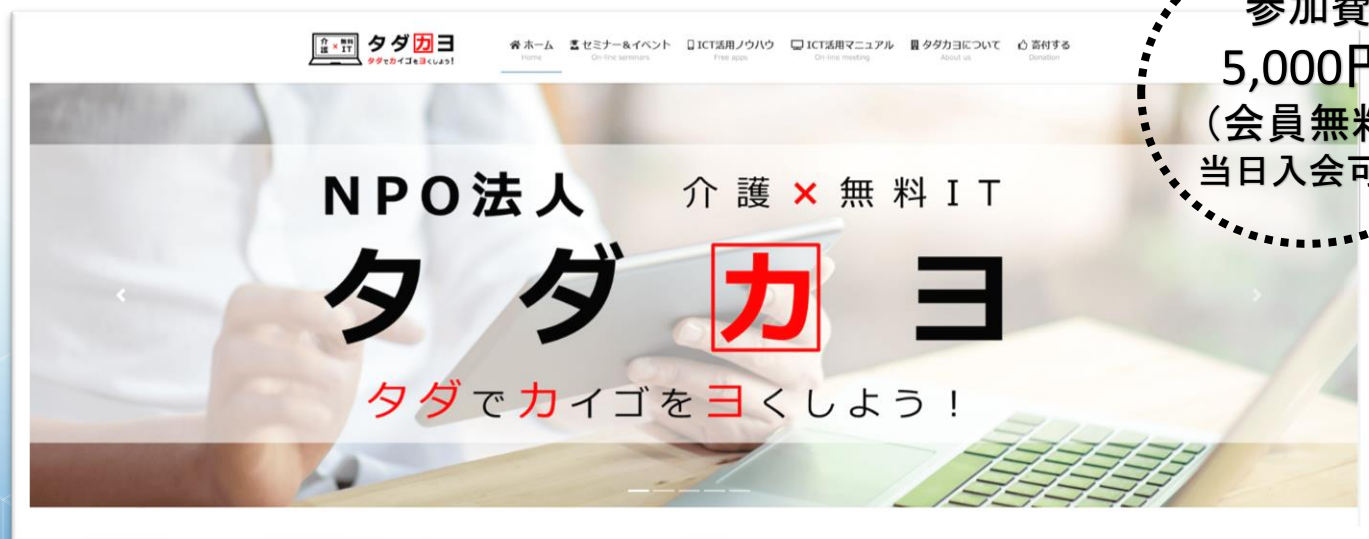 介護×無料IT
タダカヨ
タダでカイゴをヨくしよう!
ホーム
Home
セミナー&イベント
On-line seminars
ICT活用ノウハウ
Free apps
ICT活用マニュアル
On-line meeting
タダカヨについて
About us
寄付する
Donation
参加費
5,000円
(会員無料
当日入会可
NPO法人 介護×無料IT
タダカヨ
タダでカイゴをヨくしよう!